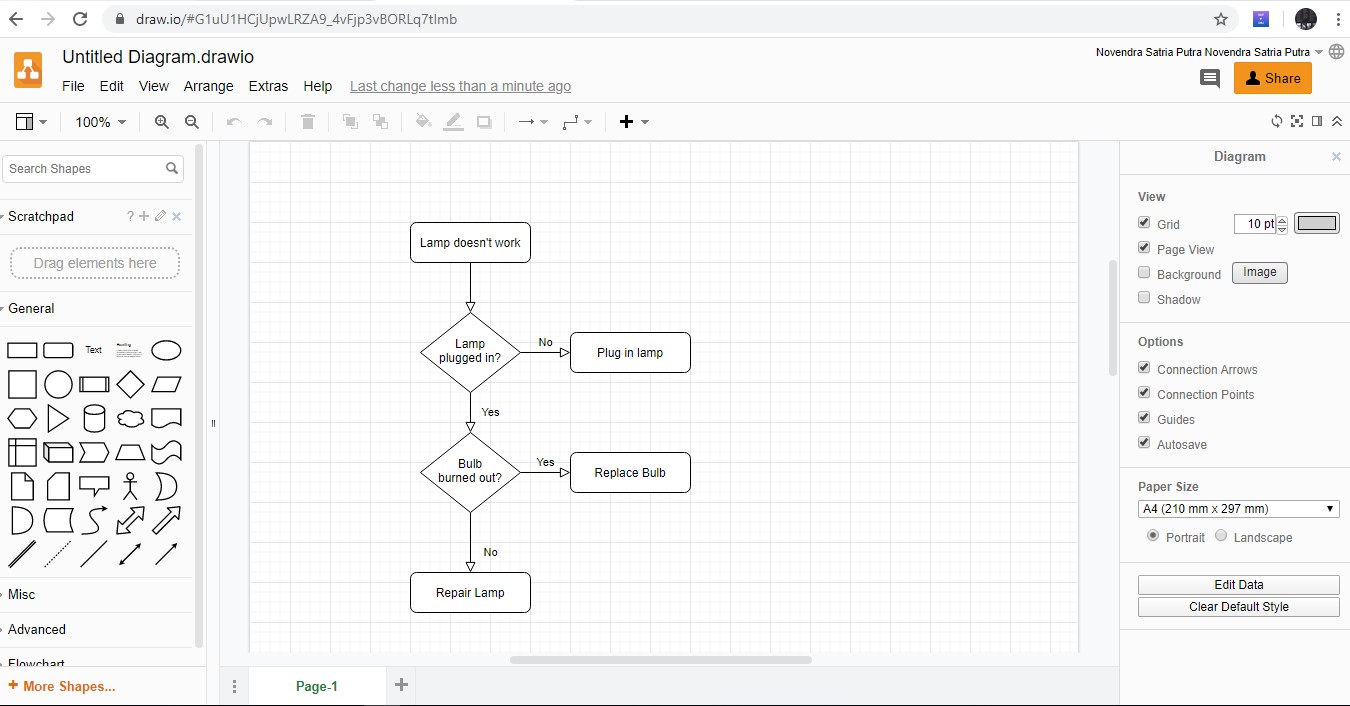 draw.io/#G1uU1HCjUpwLRZA9_4vFjp3vBORLq7tImb
Untitled Diagram.drawio
Novendra Satria Putra Novendra Satria Putra
File Edit View Arrange Extras Help Last change less than a minute ago
Share
100%
Search Shapes
Scratchpad
?
Drag elements here
General
Text
Heading
Misc
Advanced
Flowchart
+ More Shapes...
Lamp doesn't work
Lamp
plugged in?
No
Plug in lamp
Yes
Bulb
burned out?
Yes
Replace Bulb
No
Repair Lamp
Page-1
Diagram
View
Grid
10 pt
Page View
Background
Image
Shadow
Options
Connection Arrows
Connection Points
Guides
Autosave
Paper Size
A4 (210 mm x 297 mm)
Portrait
Landscape
Edit Data
Clear Default Style